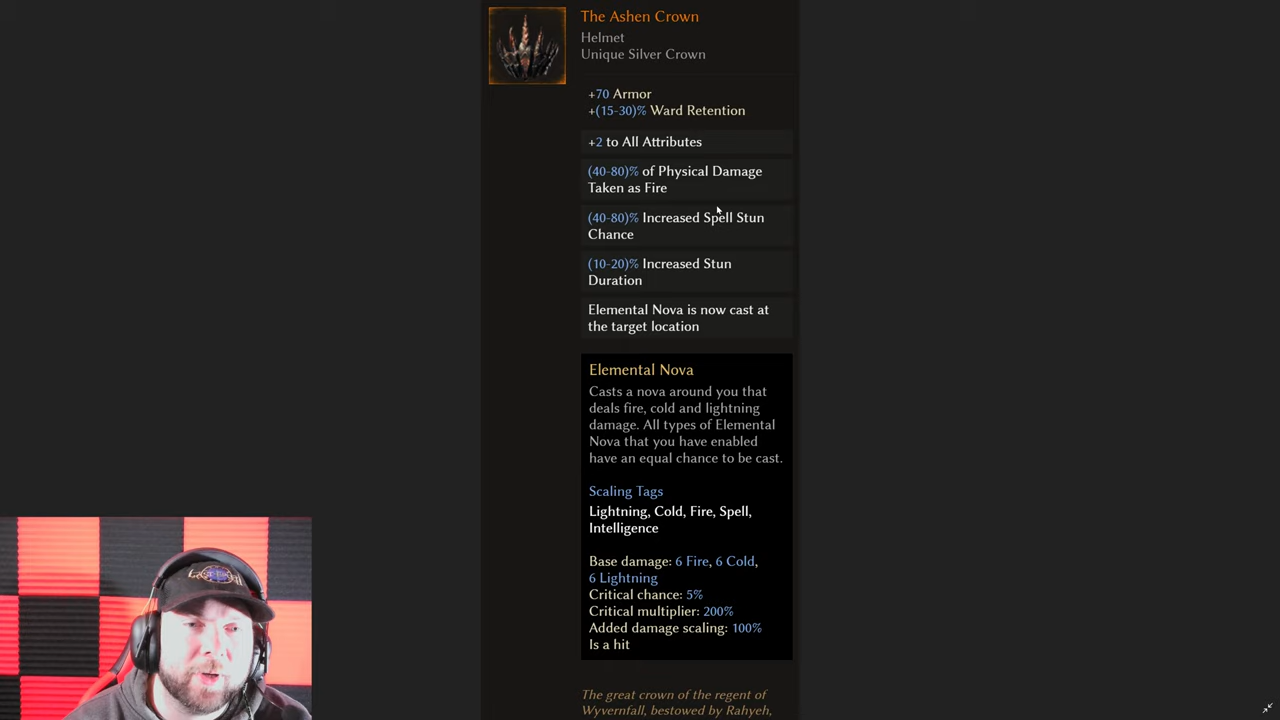 The Ashen Crown
Helmet
Unique Silver Crown
+70 Armor
+(15-30)% Ward Retention
+2 to All Attributes
(40-80)% of Physical Damage
Taken as Fire
(40-80)% Increased Spell Stun
Chance
(10-20)% Increased Stun
Duration
Elemental Nova is now cast at
the target location
Elemental Nova
Casts a nova around you that
deals fire, cold and lightning
damage. All types of Elemental
Nova that you have enabled
have an equal chance to be cast.
Scaling Tags
Lightning, Cold, Fire, Spell,
Intelligence
Base damage: 6 Fire, 6 Cold,
6 Lightning
Critical chance: 5%
Critical multiplier: 200%
Added damage scaling: 100%
Is a hit
The great crown of the regent of
Wyvernfall, bestowed by Rahyeh,